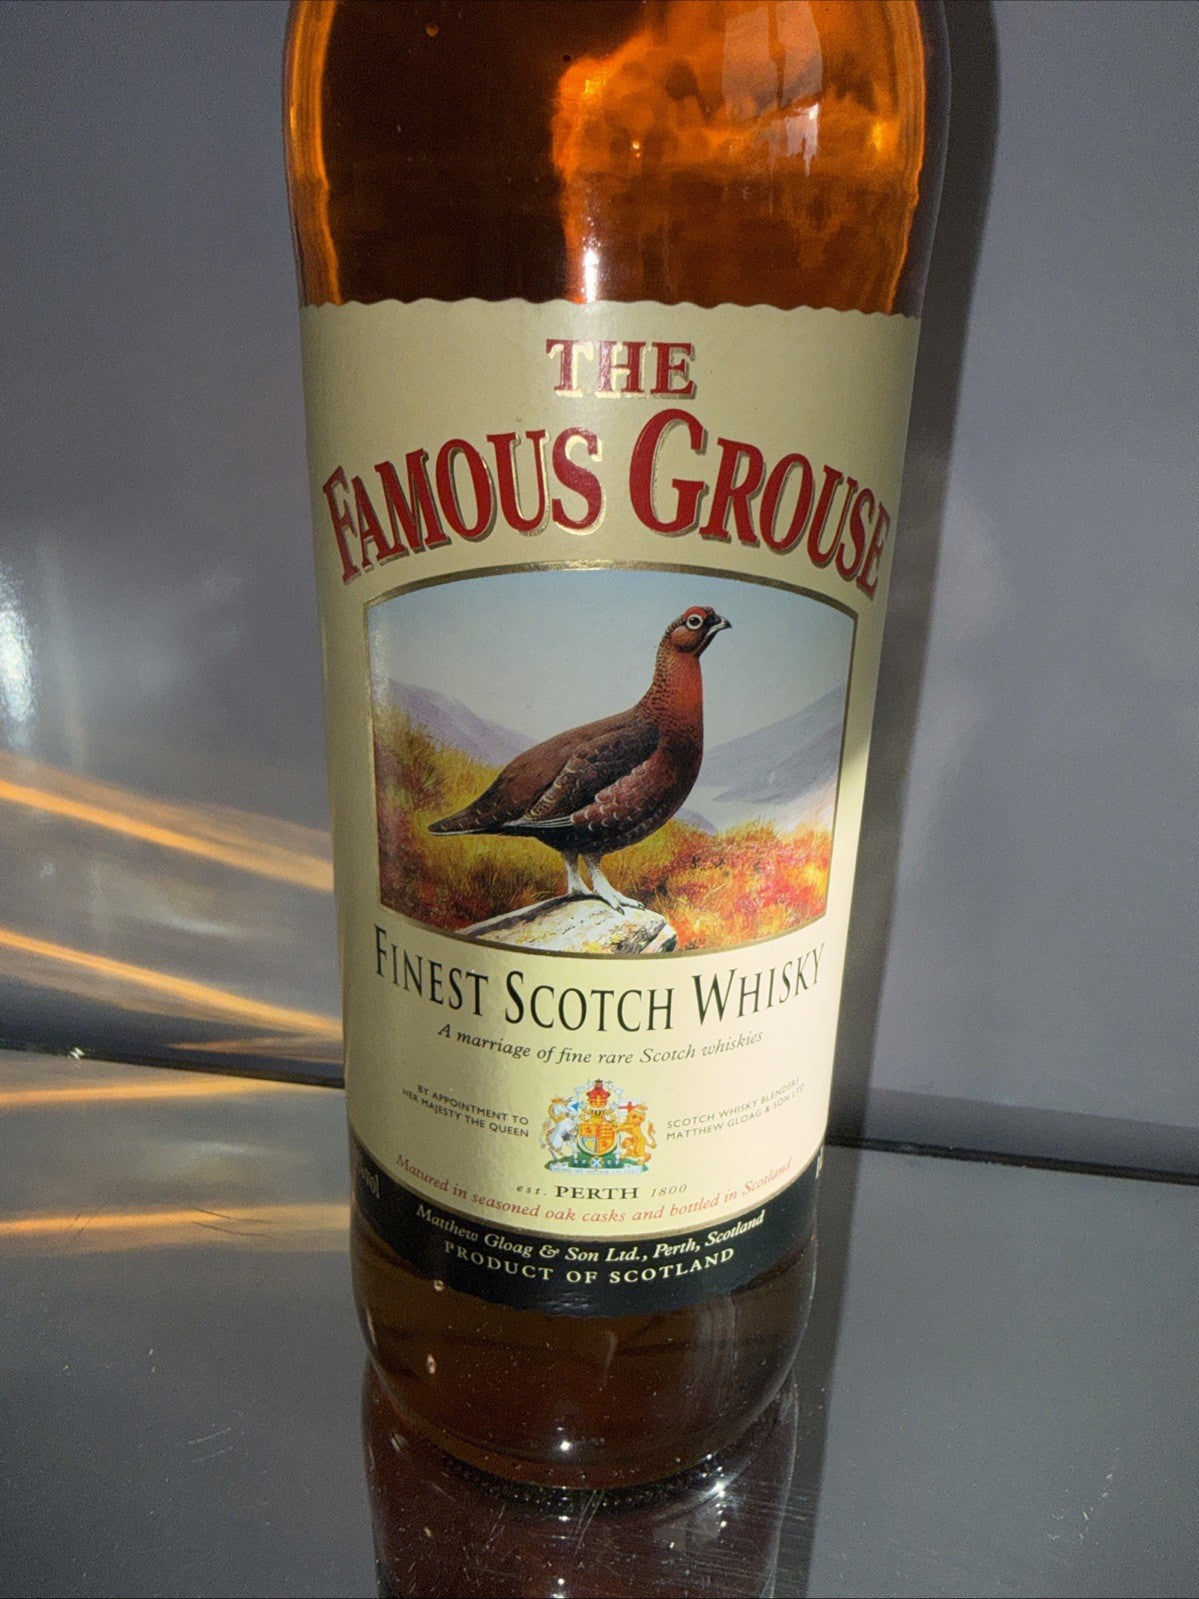 THE
FAMOUS GROUSE
FINEST SCOTCH WHISKY
A marriage of fine rare Scotch whiskies
BY APPOINTMENT TO
HER MAJESTY THE QUEEN
SCOTCH WHISKY BLENDERS
MATTHEW GLOAG & SON LTD
est. PERTH 1800
Matured in seasoned oak casks and bottled in Scotland
Matthew Gloag & Son Ltd., Perth, Scotland
PRODUCT OF SCOTLAND